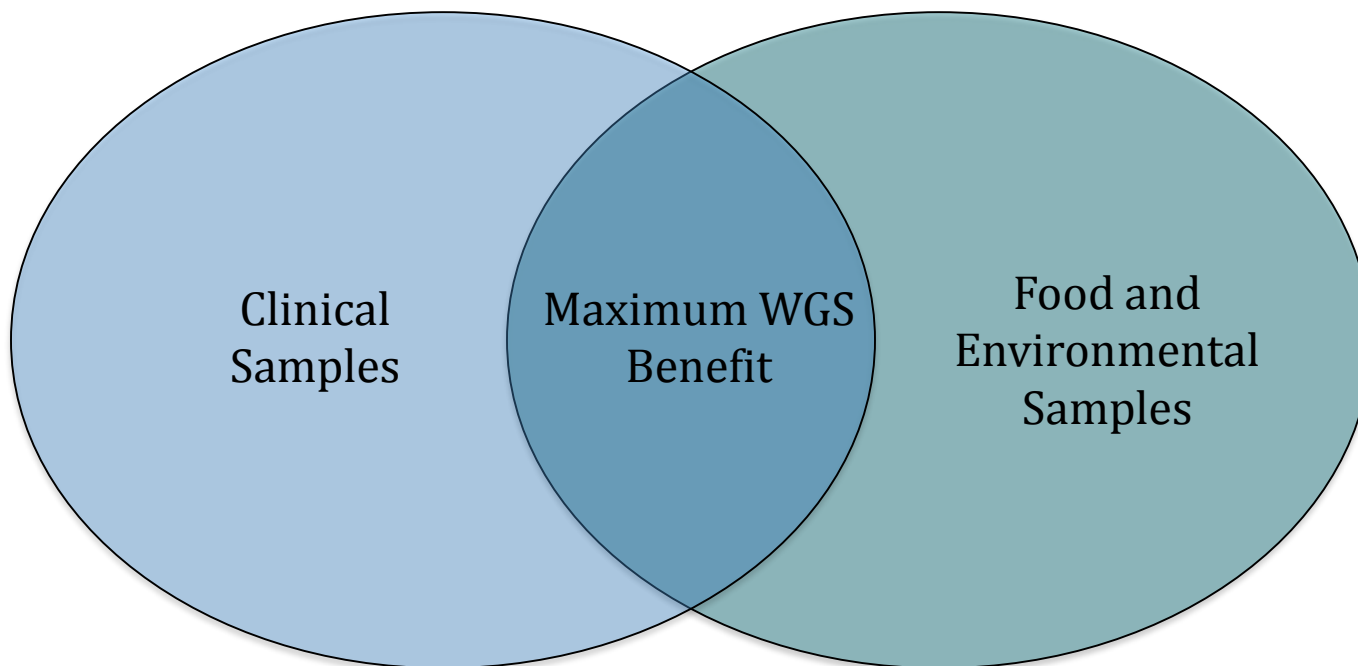 Clinical
Samples
Maximum WGS
Benefit
Food and
Environmental
Samples